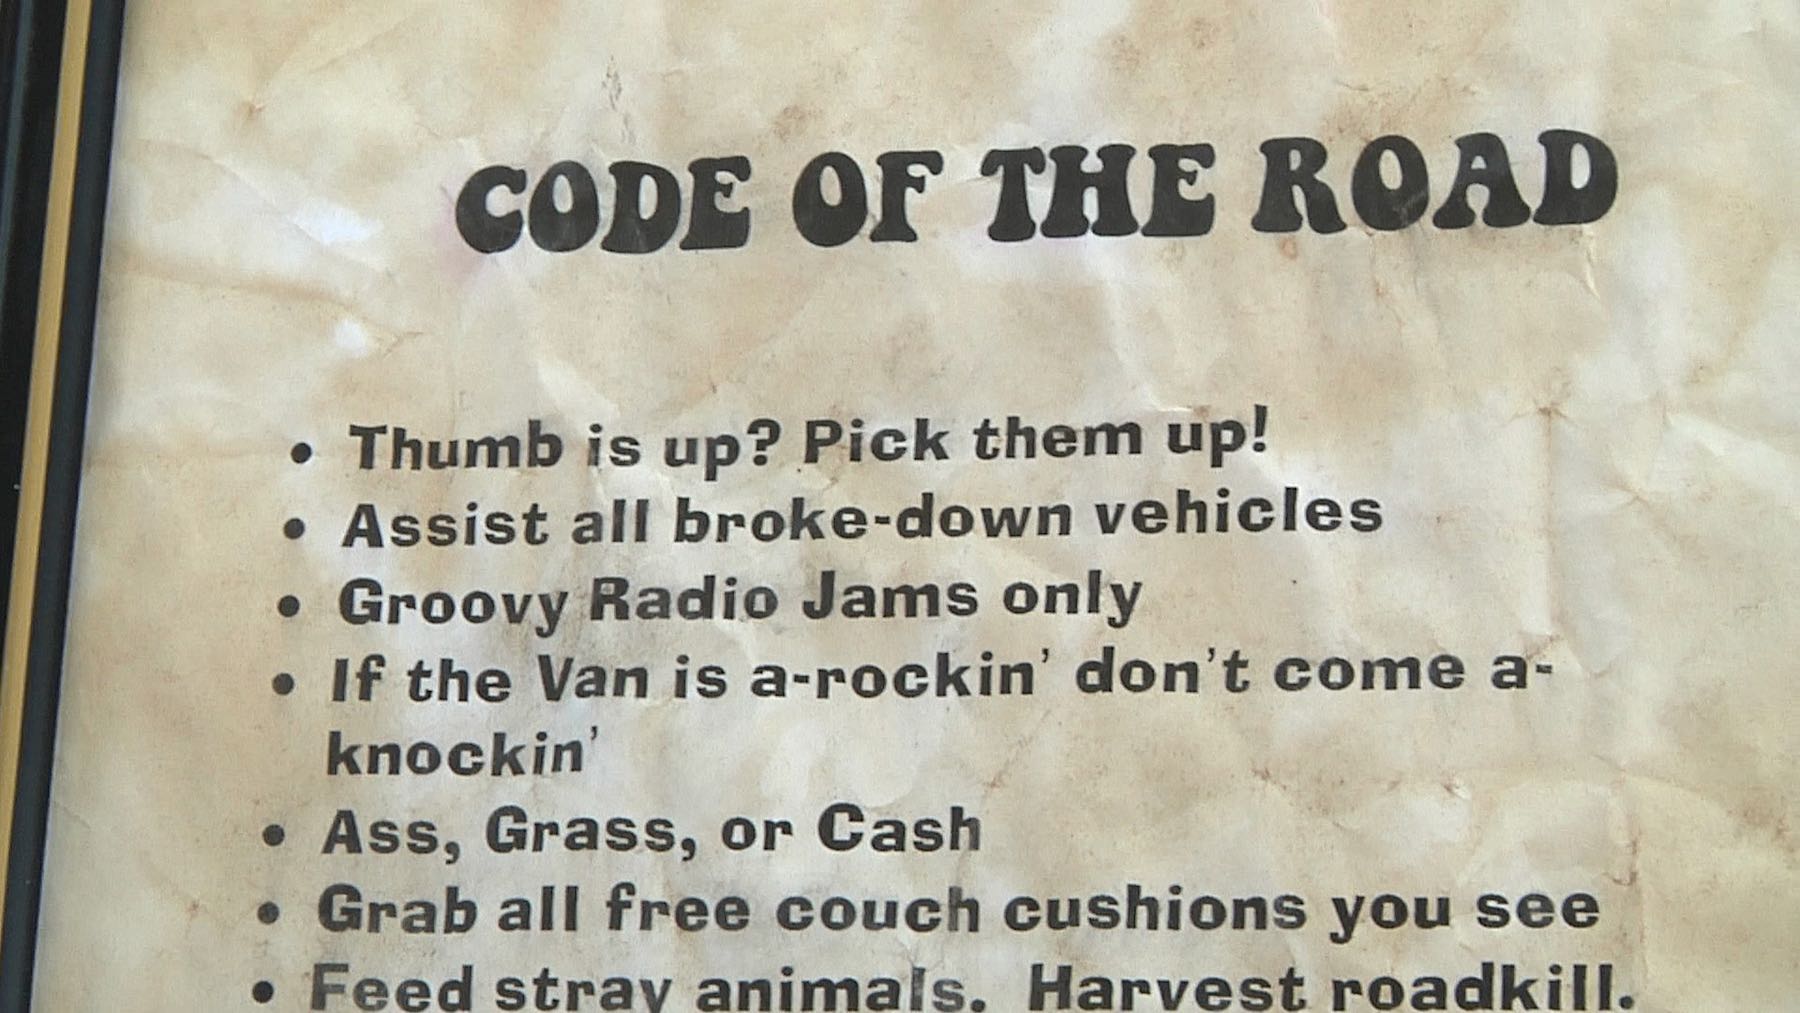 CODE OF THE ROAD
• Thumb is up? Pick them up!
• Assist all broke-down vehicles
• Groovy Radio Jams only
• If the Van is a-rockin' don't come a-
knockin'
• Ass, Grass, or Cash
• Grab all free couch cushions you see
• Feed stray animals. Harvest roadkill.